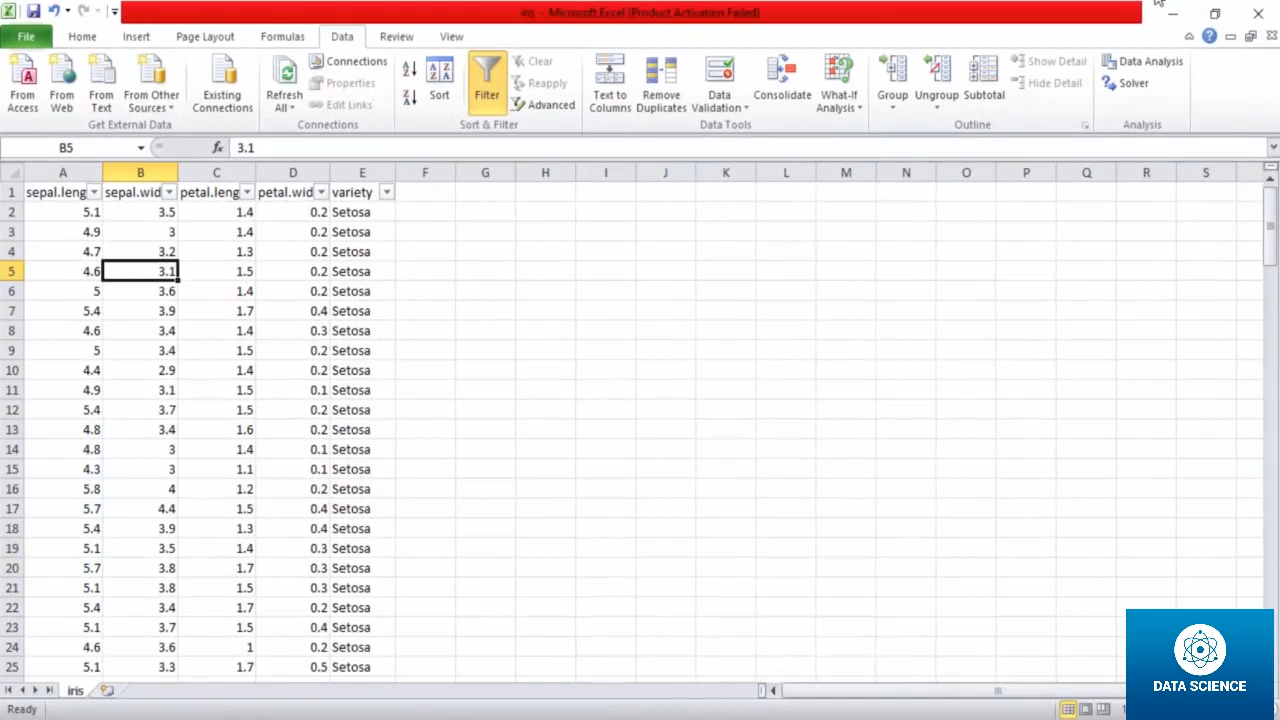 iris - Microsoft Excel (Product Activation Failed)
File Home Insert Page Layout Formulas Data Review View
From Access
From Web
From Text
From Other Sources
Existing Connections
Get External Data
Refresh All
Connections
Properties
Edit Links
Connections
Sort
Filter
Clear
Reapply
Advanced
Sort & Filter
Text to Columns
Remove Duplicates
Data Validation
Consolidate
What-If Analysis
Data Tools
Group
Ungroup
Subtotal
Show Detail
Hide Detail
Outline
Data Analysis
Solver
Analysis
B5 fx 3.1
A B C D E F G H I J K L M N O P Q R S
1 sepal.leng sepal.wid petal.leng petal.wid variety
2 5.1 3.5 1.4 0.2 Setosa
3 4.9 3 1.4 0.2 Setosa
4 4.7 3.2 1.3 0.2 Setosa
5 4.6 3.1 1.5 0.2 Setosa
6 5 3.6 1.4 0.2 Setosa
7 5.4 3.9 1.7 0.4 Setosa
8 4.6 3.4 1.4 0.3 Setosa
9 5 3.4 1.5 0.2 Setosa
10 4.4 2.9 1.4 0.2 Setosa
11 4.9 3.1 1.5 0.1 Setosa
12 5.4 3.7 1.5 0.2 Setosa
13 4.8 3.4 1.6 0.2 Setosa
14 4.8 3 1.4 0.1 Setosa
15 4.3 3 1.1 0.1 Setosa
16 5.8 4 1.2 0.2 Setosa
17 5.7 4.4 1.5 0.4 Setosa
18 5.4 3.9 1.3 0.4 Setosa
19 5.1 3.5 1.4 0.3 Setosa
20 5.7 3.8 1.7 0.3 Setosa
21 5.1 3.8 1.5 0.3 Setosa
22 5.4 3.4 1.7 0.2 Setosa
23 5.1 3.7 1.5 0.4 Setosa
24 4.6 3.6 1 0.2 Setosa
25 5.1 3.3 1.7 0.5 Setosa
iris
Ready
DATA SCIENCE